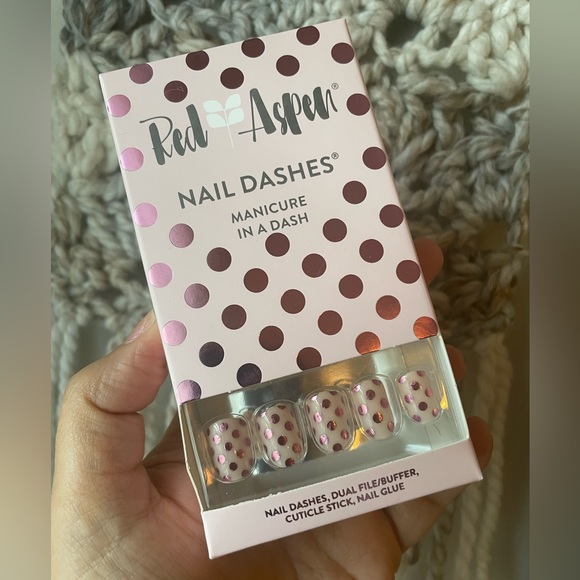 Red Aspen®
NAIL DASHES®
MANICURE
IN A DASH
NAIL DASHES, DUAL FILE/BUFFER,
CUTICLE STICK, NAIL GLUE